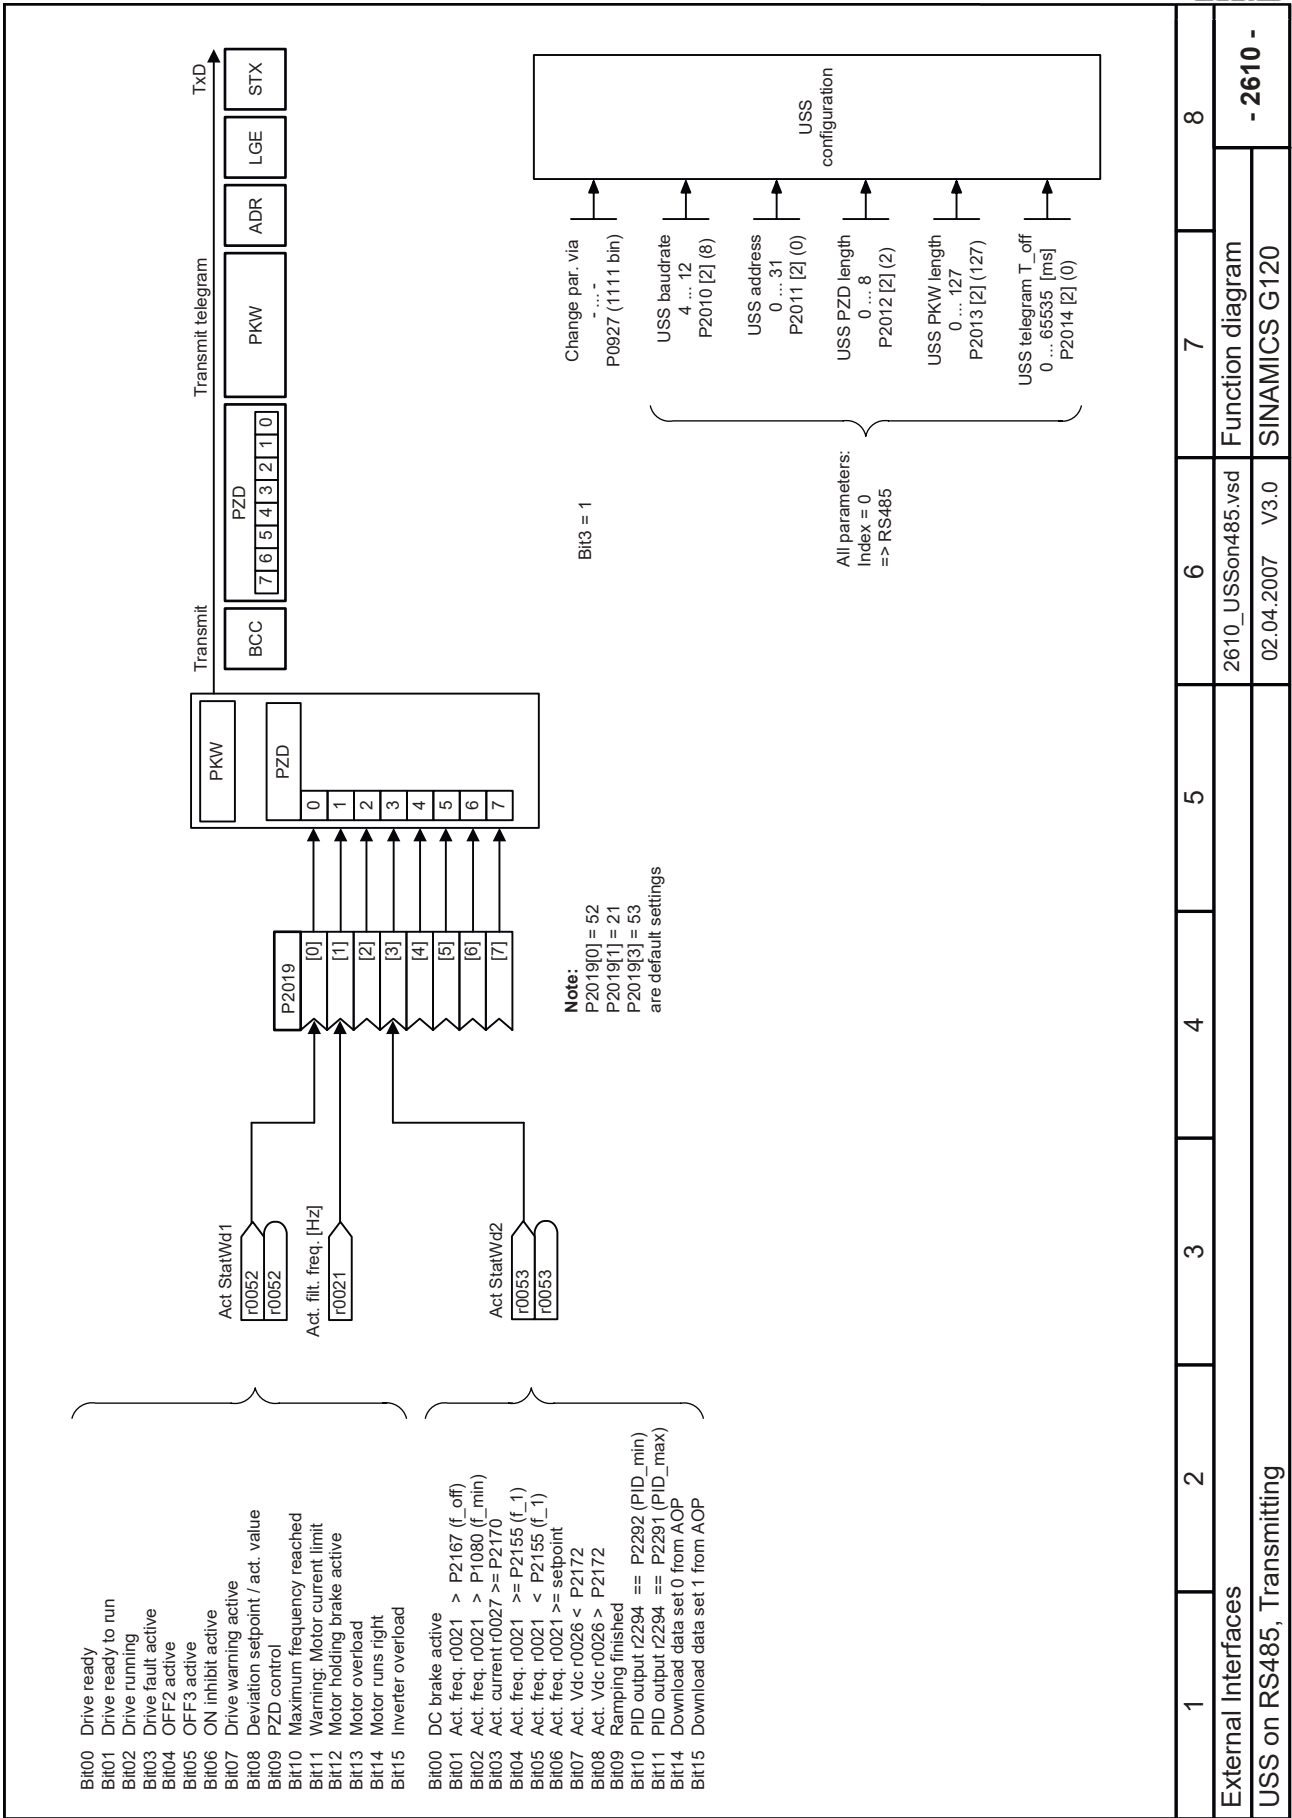 Bit00 Drive ready
Bit01 Drive ready to run
Bit02 Drive running
Bit03 Drive fault active
Bit04 OFF2 active
Bit05 OFF3 active
Bit06 ON inhibit active
Bit07 Drive warning active
Bit08 Deviation setpoint / act. value
Bit09 PZD control
Bit10 Maximum frequency reached
Bit11 Warning: Motor current limit
Bit12 Motor holding brake active
Bit13 Motor overload
Bit14 Motor runs right
Bit15 Inverter overload
Bit00 DC brake active
Bit01 Act. freq. r0021 > P2167 (f_off)
Bit02 Act. freq. r0021 > P1080 (f_min)
Bit03 Act. current r0027 >= P2170
Bit04 Act. freq. r0021 >= P2155 (f_1)
Bit05 Act. freq. r0021 < P2155 (f_1)
Bit06 Act. freq. r0021 >= setpoint
Bit07 Act. Vdc r0026 < P2172
Bit08 Act. Vdc r0026 > P2172
Bit09 Ramping finished
Bit10 PID output r2294 == P2292 (PID_min)
Bit11 PID output r2294 == P2291 (PID_max)
Bit14 Download data set 0 from AOP
Bit15 Download data set 1 from AOP
Act StatWd1
r0052
r0052
Act. filt. freq. [Hz]
r0021
Act StatWd2
r0053
r0053
P2019
[0]
[1]
[2]
[3]
[4]
[5]
[6]
[7]
Note:
P2019[0] = 52
P2019[1] = 21
P2019[3] = 53
are default settings
PKW
PZD
0
1
2
3
4
5
6
7
Transmit
Transmit telegram
TxD
BCC
PZD
7 6 5 4 3 2 1 0
PKW
ADR
LGE
STX
Bit3 = 1
Change par. via
- ... -
P0927 (1111 bin)
All parameters:
Index = 0
=> RS485
USS baudrate
4 ... 12
P2010 [2] (8)
USS address
0 ... 31
P2011 [2] (0)
USS PZD length
0 ... 8
P2012 [2] (2)
USS PKW length
0 ... 127
P2013 [2] (127)
USS telegram T_off
0 ... 65535 [ms]
P2014 [2] (0)
USS
configuration
1 2 3 4 5 6 7 8
External Interfaces
2610_USSon485.vsd
Function diagram
- 2610 -
USS on RS485, Transmitting
02.04.2007 V3.0
SINAMICS G120